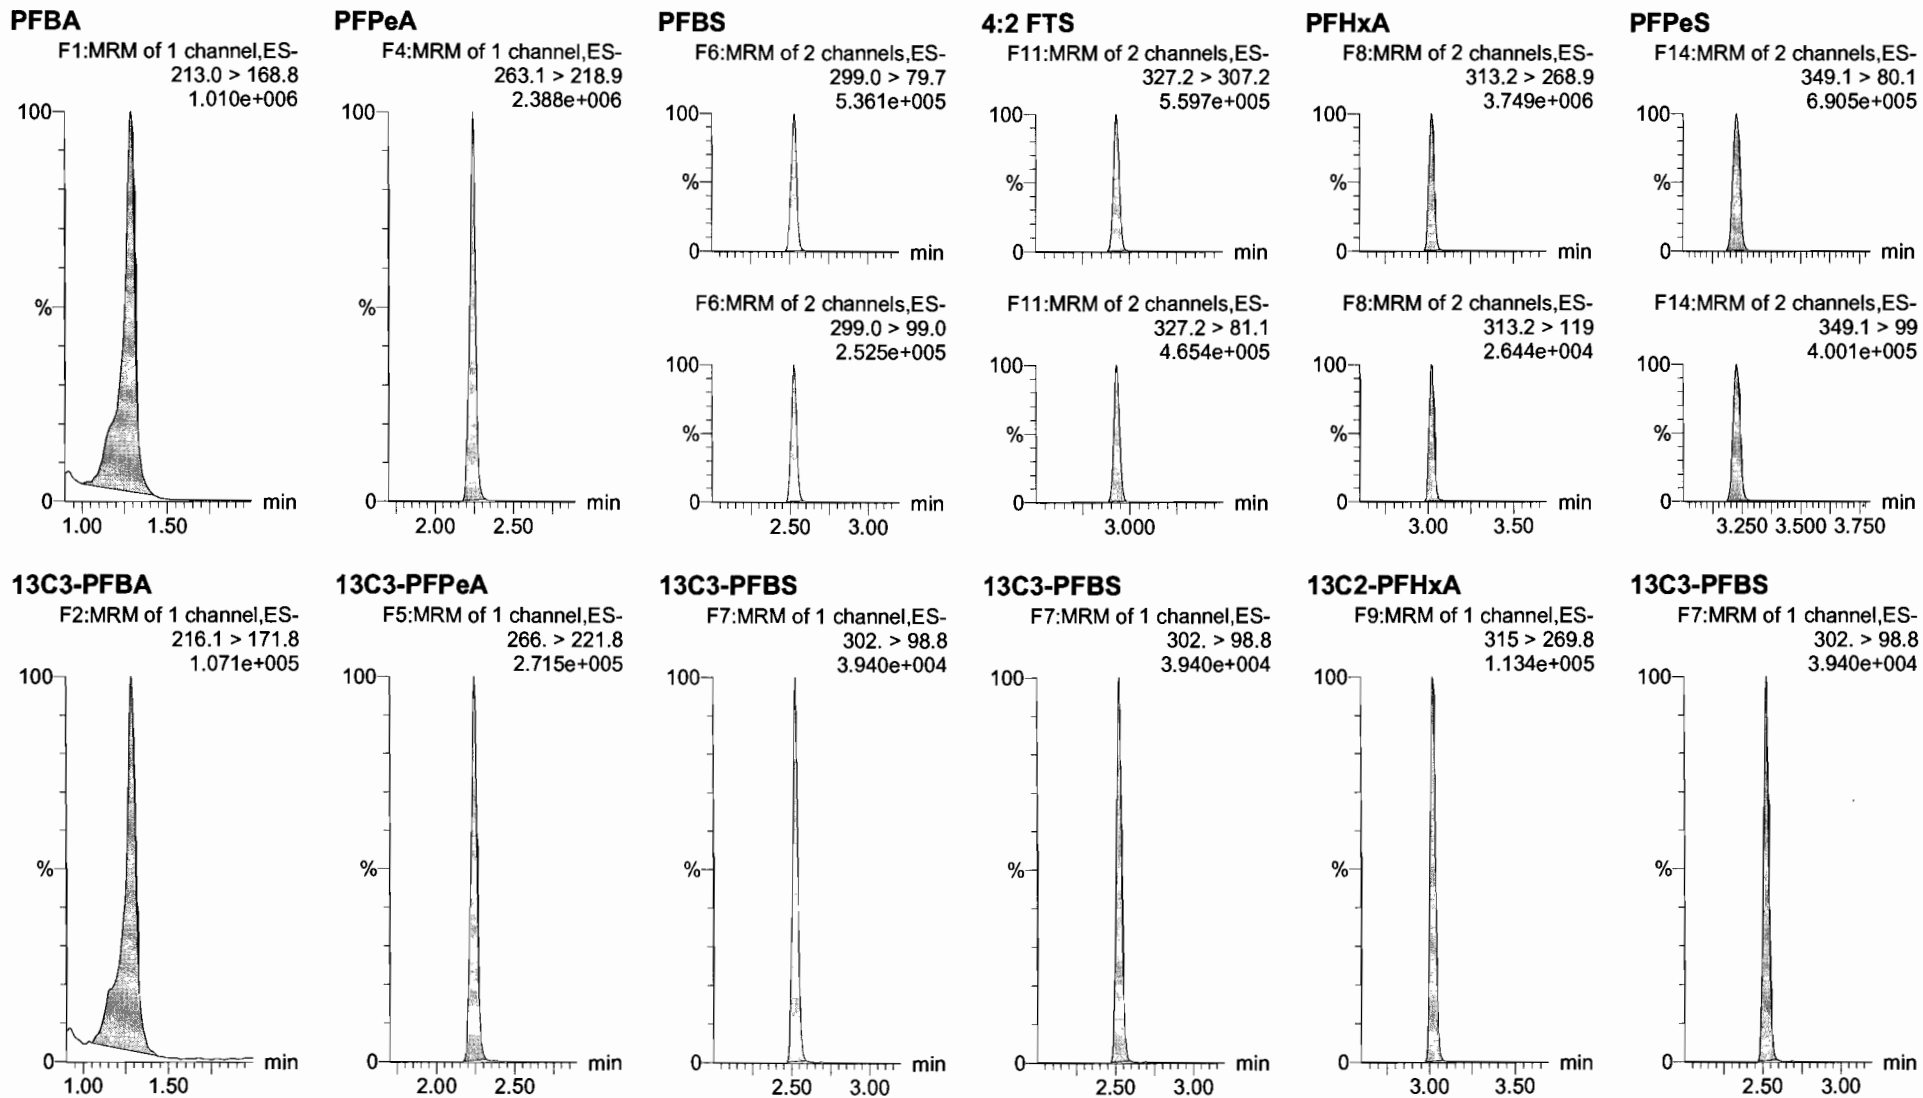 PFBA
F1:MRM of 1 channel,ES-
213.0 > 168.8
1.010e+006
100
%
0
min
1.00 1.50
PFPeA
F4:MRM of 1 channel,ES-
263.1 > 218.9
2.388e+006
100
%
0
min
2.00 2.50
PFBS
F6:MRM of 2 channels,ES-
299.0 > 79.7
5.361e+005
100
%
0
min
F6:MRM of 2 channels,ES-
299.0 > 99.0
2.525e+005
100
%
0
min
2.50 3.00
4:2 FTS
F11:MRM of 2 channels,ES-
327.2 > 307.2
5.597e+005
100
%
0
min
F11:MRM of 2 channels,ES-
327.2 > 81.1
4.654e+005
100
%
0
min
3.000
PFHxA
F8:MRM of 2 channels,ES-
313.2 > 268.9
3.749e+006
100
%
0
min
F8:MRM of 2 channels,ES-
313.2 > 119
2.644e+004
100
%
0
min
3.00 3.50
PFPeS
F14:MRM of 2 channels,ES-
349.1 > 80.1
6.905e+005
100
%
0
min
F14:MRM of 2 channels,ES-
349.1 > 99
4.001e+005
100
%
0
min
3.250 3.500 3.750
13C3-PFBA
F2:MRM of 1 channel,ES-
216.1 > 171.8
1.071e+005
100
%
0
min
1.00 1.50
13C3-PFPeA
F5:MRM of 1 channel,ES-
266. > 221.8
2.715e+005
100
%
0
min
2.00 2.50
13C3-PFBS
F7:MRM of 1 channel,ES-
302. > 98.8
3.940e+004
100
%
0
min
2.50 3.00
13C3-PFBS
F7:MRM of 1 channel,ES-
302. > 98.8
3.940e+004
100
%
0
min
2.50 3.00
13C2-PFHxA
F9:MRM of 1 channel,ES-
315 > 269.8
1.134e+005
100
%
0
min
3.00 3.50
13C3-PFBS
F7:MRM of 1 channel,ES-
302. > 98.8
3.940e+004
100
%
0
min
2.50 3.00